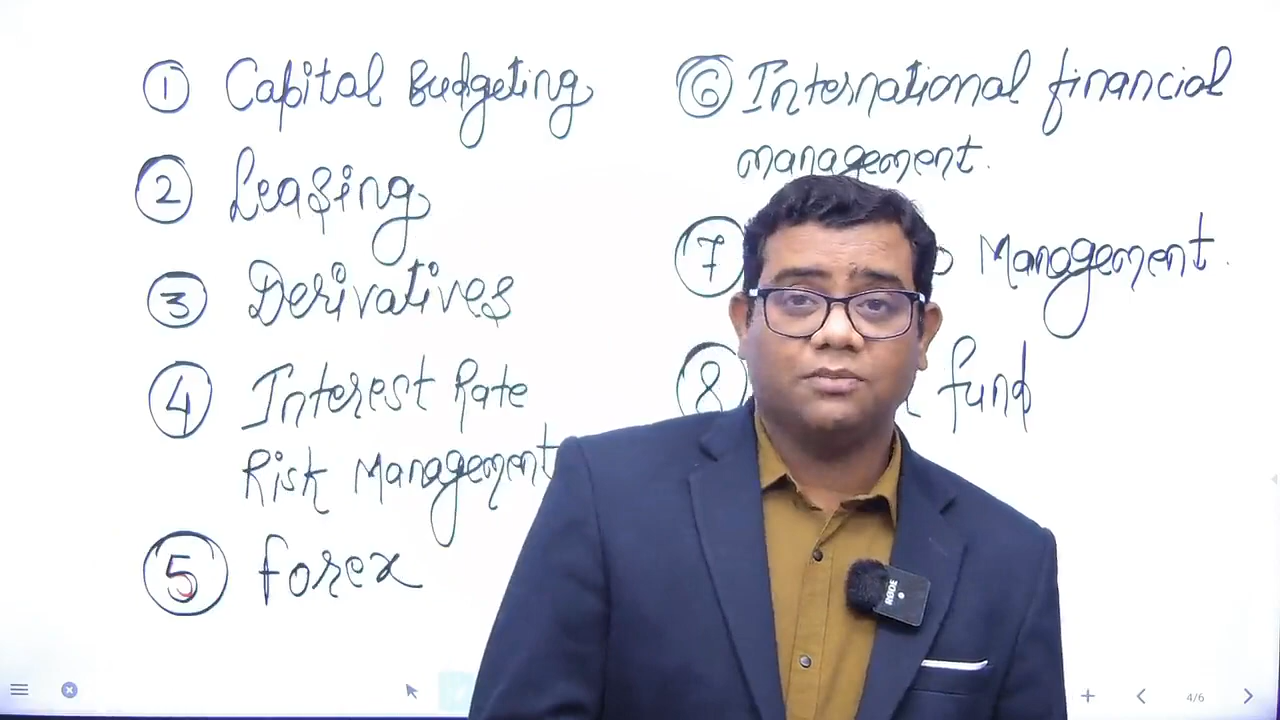 1 Capital Budgeting
2 Leasing
3 Derivatives
4 Interest Rate
Risk Management
5 Forex
6 International financial
management.
7 Management.
8 fund
RODE
4/6